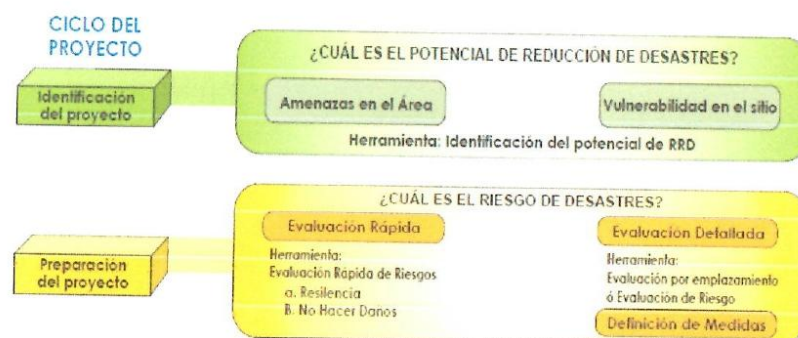 CICLO DEL
PROYECTO
¿CUÁL ES EL POTENCIAL DE REDUCCIÓN DE DESASTRES?
Identificación
del proyecto
Amenazas en el Área
Vulnerabilidad en el sitio
Herramienta: Identificación del potencial de RRD
¿CUÁL ES EL RIESGO DE DESASTRES?
Preparación
del proyecto
Evaluación Rápida
Herramienta:
Evaluación Rápida de Riesgos
a. Resilencia
B. No Hacer Daños
Evaluación Detallada
Herramienta:
Evaluación por emplazamiento
ó Evaluación de Riesgo
Definición de Medidas